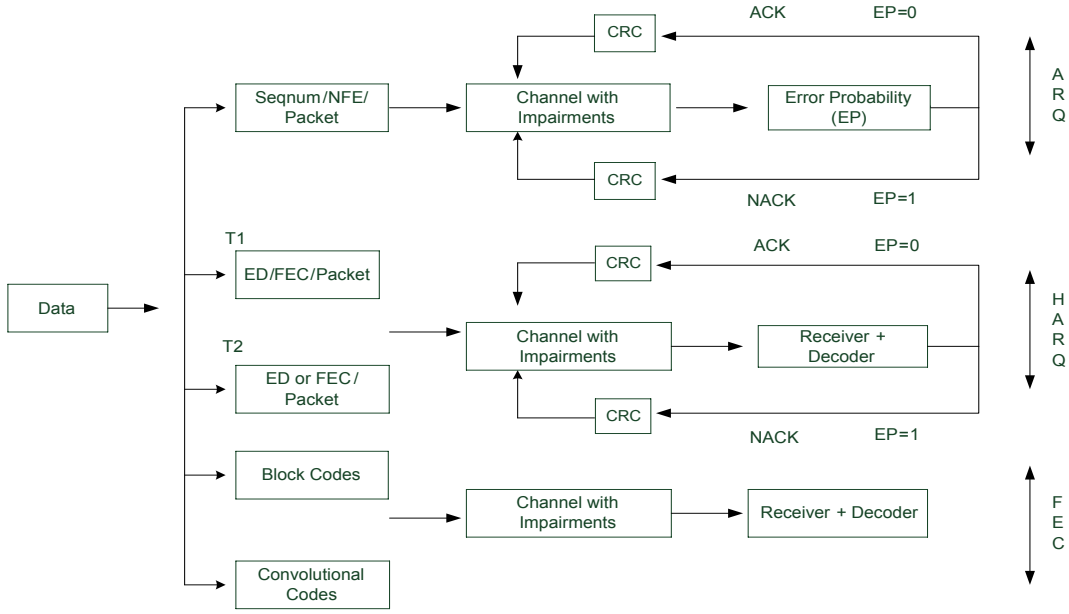 ACK EP=0
CRC
Seqnum/NFE/
Packet
Channel with
Impairments
Error Probability
(EP)
A
R
Q
CRC
NACK EP=1
T1
ED/FEC/Packet
ACK EP=0
CRC
Data
T2
ED or FEC/
Packet
Channel with
Impairments
Receiver +
Decoder
H
A
R
Q
CRC
NACK EP=1
Block Codes
Channel with
Impairments
Receiver + Decoder
F
E
C
Convolutional
Codes